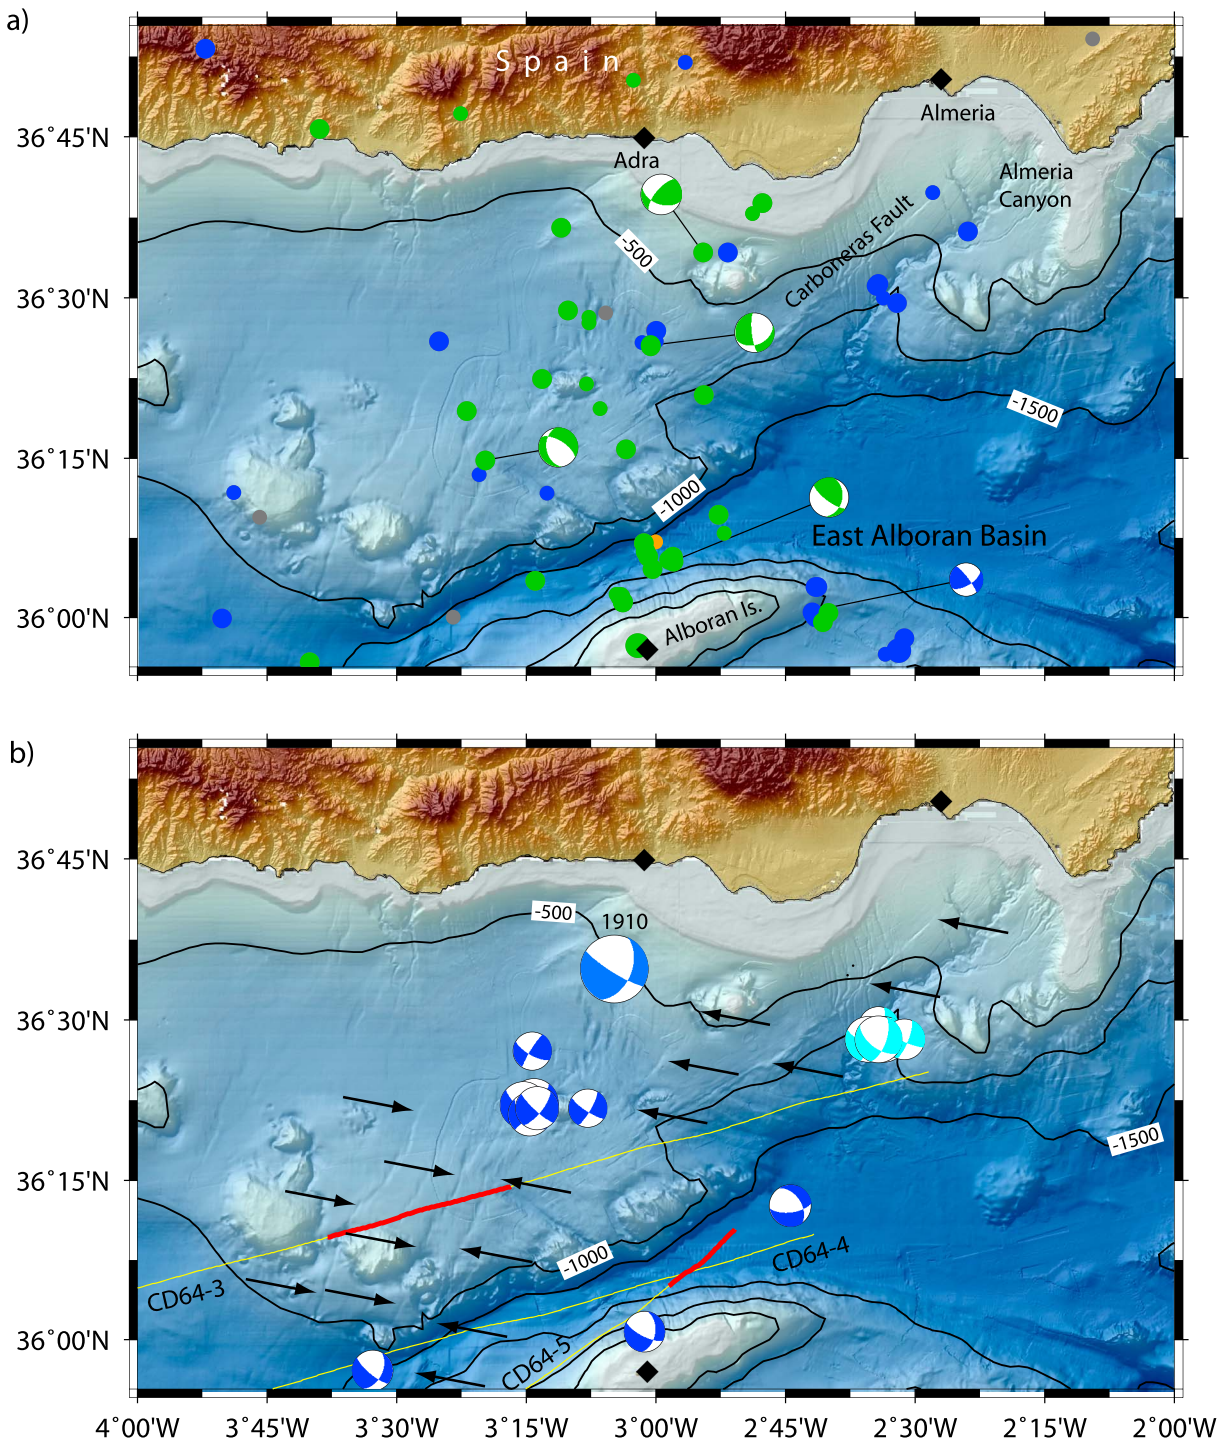 a)
Spain
Almeria
36°45'N
Adra
Almeria
Canyon
-500
Carboneras Fault
36°30'N
-1500
36°15'N
-1000
East Alboran Basin
36°00'N
Alboran Is.
b)
36°45'N
-500
1910
36°30'N
-1500
36°15'N
-1000
CD64-4
CD64-3
36°00'N
CD64-5
4°00'W 3°45'W 3°30'W 3°15'W 3°00'W 2°45'W 2°30'W 2°15'W 2°00'W